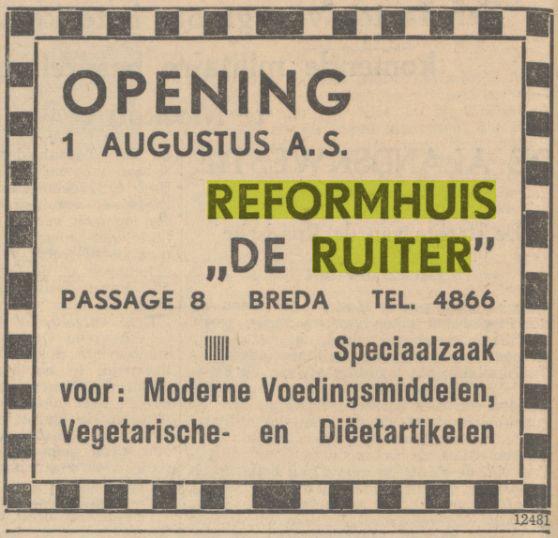 OPENING
1 AUGUSTUS A.S.
REFORMHUIS
„DE RUITER”
PASSAGE 8 BREDA TEL. 4866
Speciaalzaak
voor: Moderne Voedingsmiddelen,
Vegetarische- en Diëetartikelen
12481